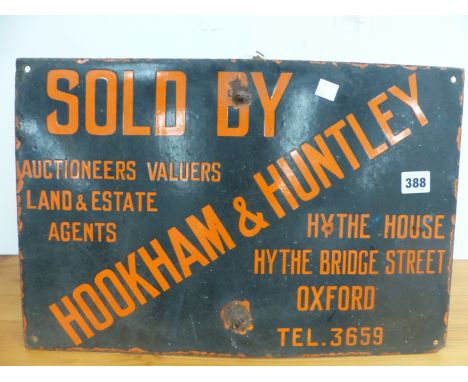 SOLD BY
AUCTIONEERS VALUERS
LAND & ESTATE
AGENTS
HOOKHAM & HUNTLEY
HYTHE HOUSE
HYTHE BRIDGE STREET
OXFORD
TEL. 3659
388